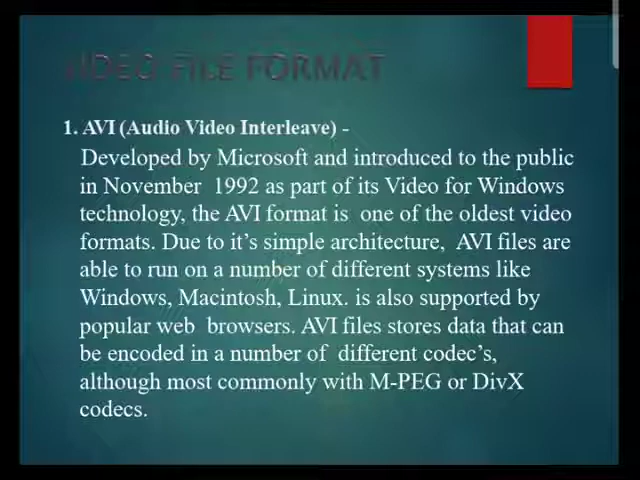 VIDEO FILE FORMAT
1. AVI (Audio Video Interleave) -
Developed by Microsoft and introduced to the public
in November 1992 as part of its Video for Windows
technology, the AVI format is one of the oldest video
formats. Due to it's simple architecture, AVI files are
able to run on a number of different systems like
Windows, Macintosh, Linux. is also supported by
popular web browsers. AVI files stores data that can
be encoded in a number of different codec's,
although most commonly with M-PEG or DivX
codecs.